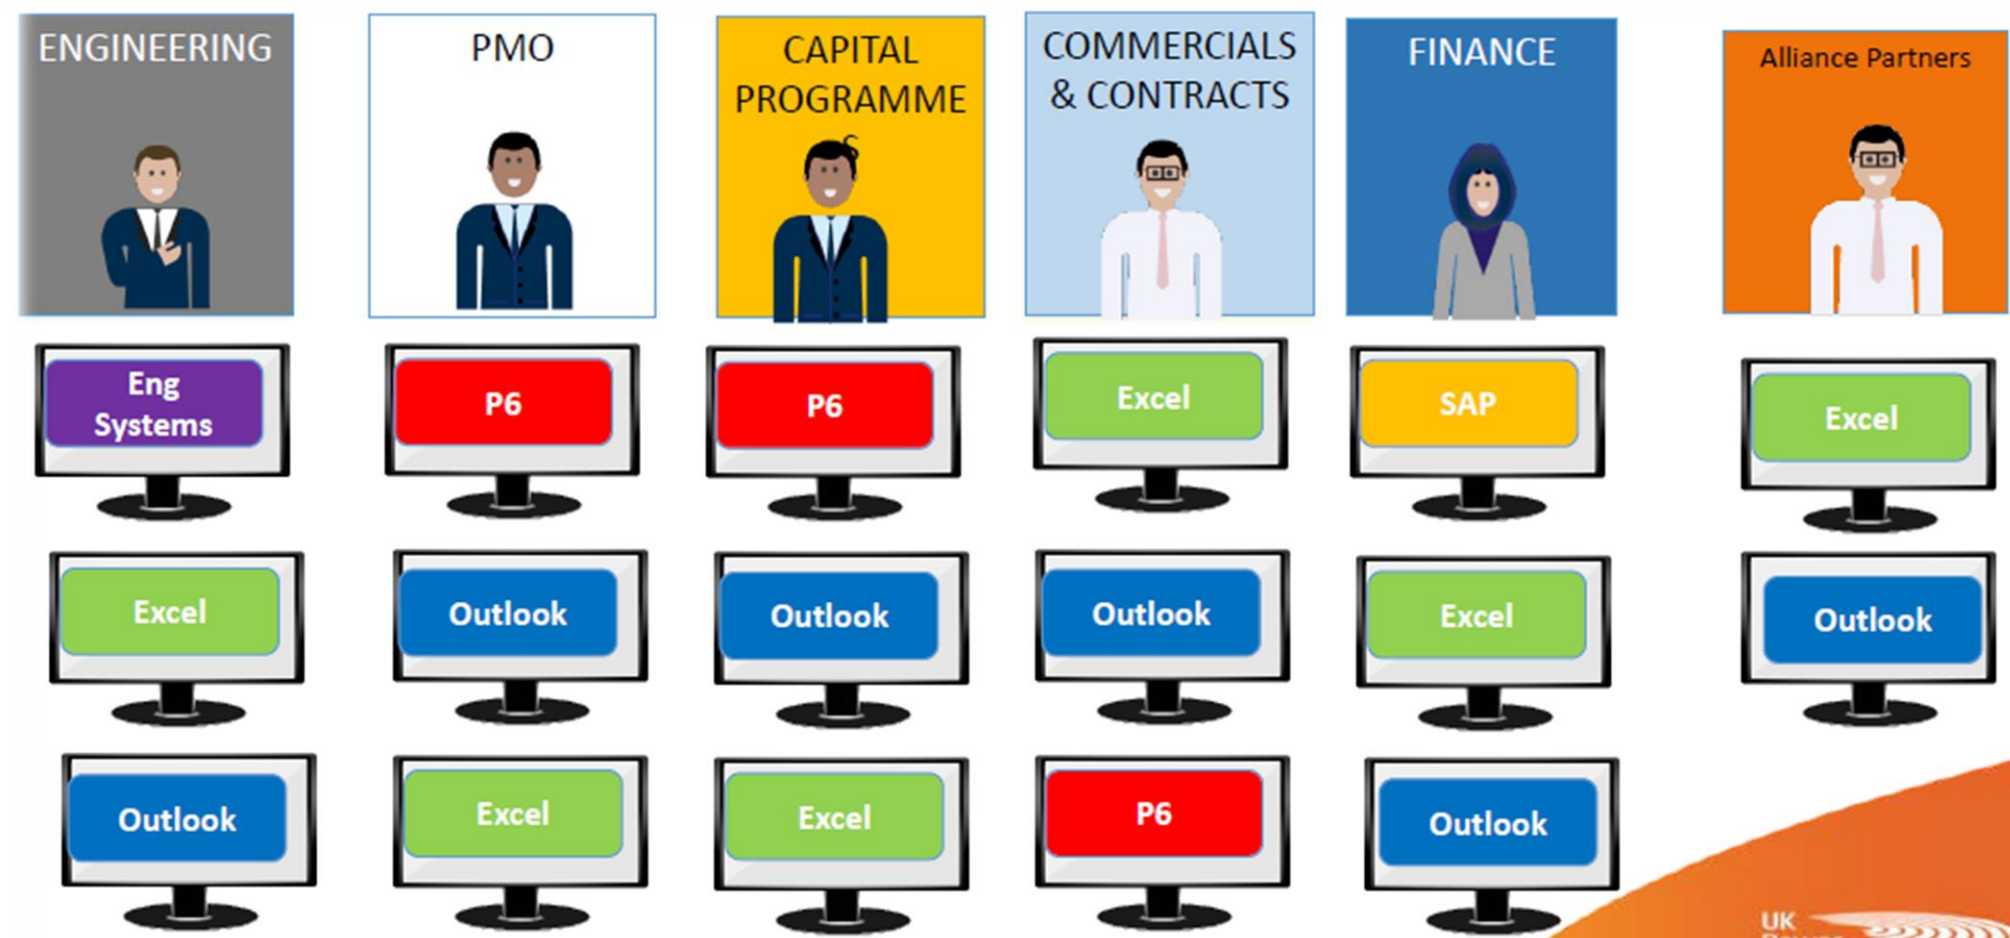 ENGINEERING
PMO
CAPITAL
PROGRAMME
S
COMMERCIALS
& CONTRACTS
FINANCE
Alliance Partners
Eng
Systems
P6
P6
Excel
SAP
Excel
Excel
Outlook
Outlook
Outlook
Excel
Outlook
Outlook
Excel
Excel
P6
Outlook
UK